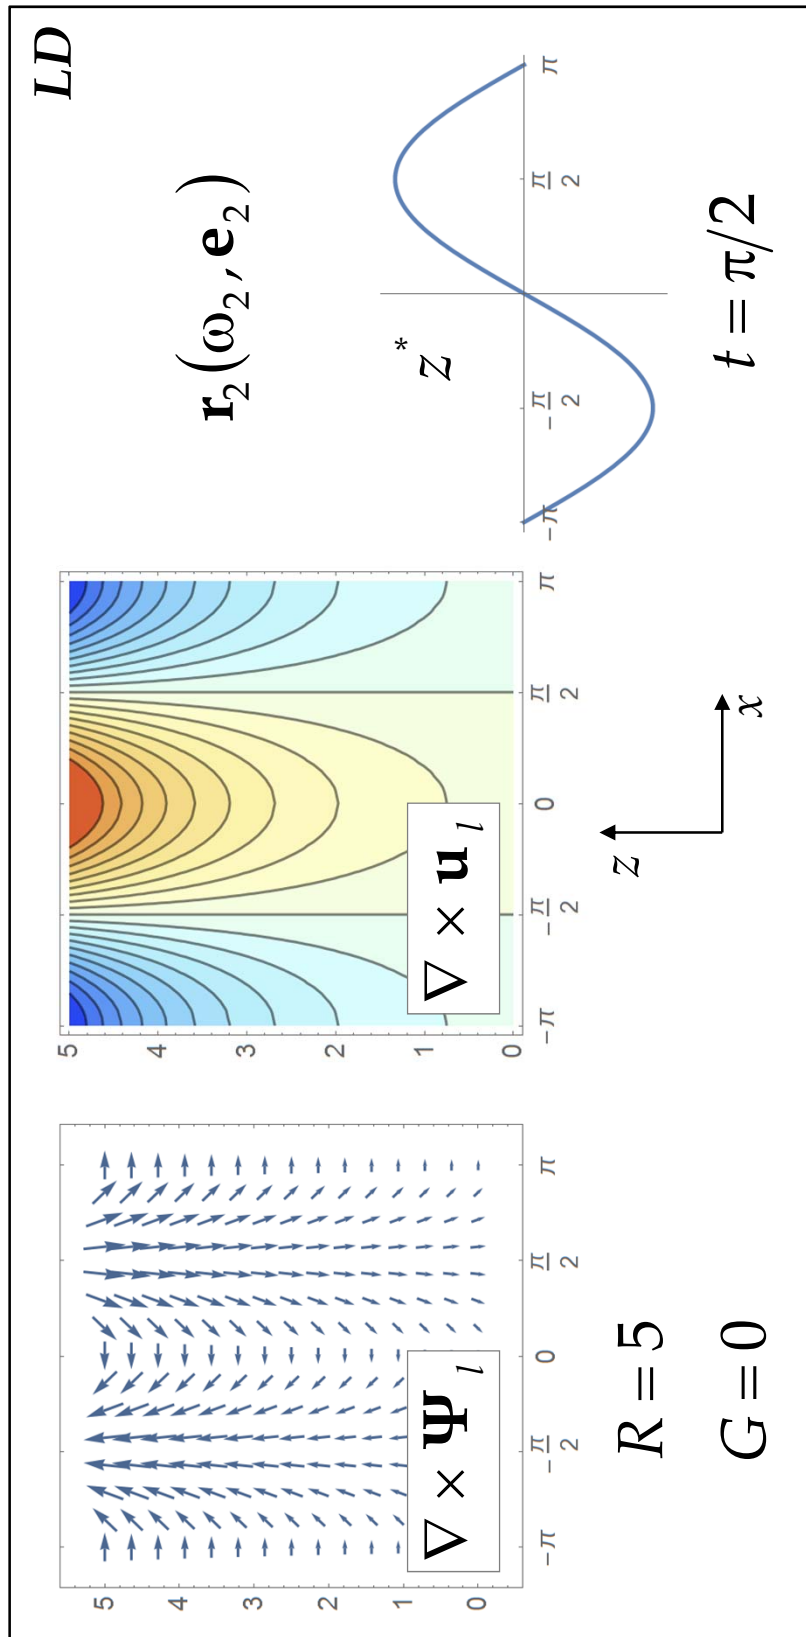 LD
5
4
3
2
1
0
−π
−π/2
0
π/2
π
∇ × Ψ_l
5
4
3
2
1
0
−π
−π/2
0
π/2
π
∇ × u_l
r₂(ω₂, e₂)
z*
−π
−π/2
π/2
π
R = 5
G = 0
z
x
t = π/2